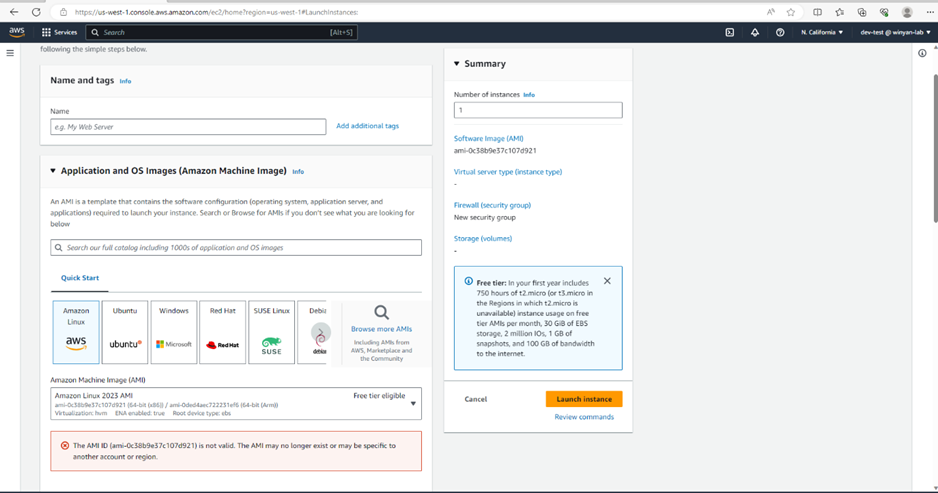 https://us-west-1.console.aws.amazon.com/ec2/home?region=us-west-1#LaunchInstances:
aws
Services
Search
[Alt+S]
N. California
dev-test @ winyan-lab
following the simple steps below.
Name and tags Info
Name
e.g. My Web Server
Add additional tags
Application and OS Images (Amazon Machine Image) Info
An AMI is a template that contains the software configuration (operating system, application server, and
applications) required to launch your instance. Search or Browse for AMIs if you don't see what you are looking for
below
Search our full catalog including 1000s of application and OS images
Quick Start
Amazon
Linux
aws
Ubuntu
ubuntu
Windows
Microsoft
Red Hat
Red Hat
SUSE Linux
SUSE
Debia
debian
Browse more AMIs
Including AMIs from
AWS, Marketplace and
the Community
Amazon Machine Image (AMI)
Amazon Linux 2023 AMI
Free tier eligible
ami-0c38b9e37c107d921 (64-bit (x86)) / ami-0ded4aec722231ef6 (64-bit (Arm))
Virtualization: hvm ENA enabled: true Root device type: ebs
The AMI ID (ami-0c38b9e37c107d921) is not valid. The AMI may no longer exist or may be specific to
another account or region.
Summary
Number of instances Info
1
Software Image (AMI)
ami-0c38b9e37c107d921
Virtual server type (instance type)
-
Firewall (security group)
New security group
Storage (volumes)
-
Free tier: In your first year includes
750 hours of t2.micro (or t3.micro in
the Regions in which t2.micro is
unavailable) instance usage on free
tier AMIs per month, 30 GiB of EBS
storage, 2 million IOs, 1 GB of
snapshots, and 100 GB of bandwidth
to the internet.
Cancel
Launch instance
Review commands